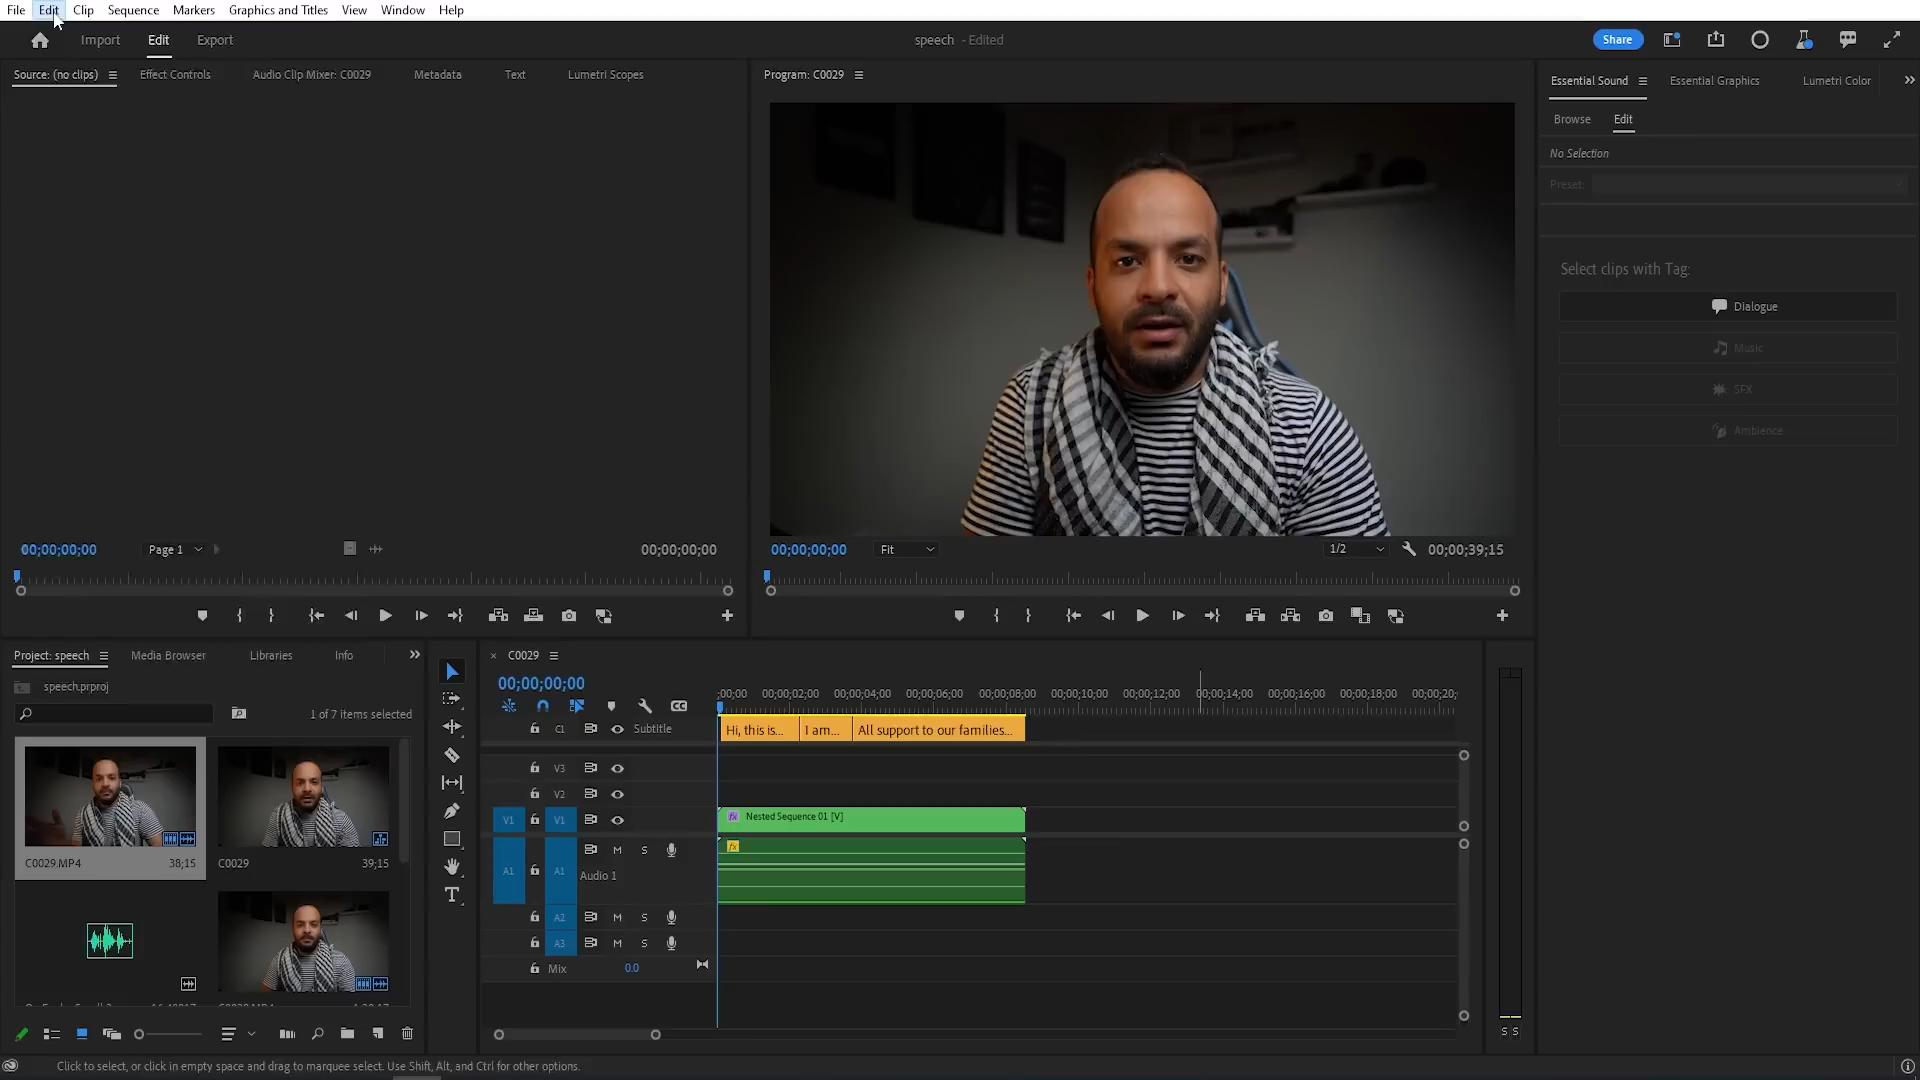 File Edit Clip Sequence Markers Graphics and Titles View Window Help
Import Edit Export speech - Edited Share
Source: (no clips) Effect Controls Audio Clip Mixer: C0029 Metadata Text Lumetri Scopes
Program: C0029
Essential Sound Essential Graphics Lumetri Color
Browse Edit
No Selection
Preset:
Select clips with Tag:
Dialogue
Music
SFX
Ambience
00;00;00;00 Page 1 00;00;00;00
00;00;00;00 Fit 1/2 00;00;39;15
Project: speech Media Browser Libraries Info
speech.prproj
1 of 7 items selected
C0029.MP4 38;15
C0029 39;15
C0029
00;00;00;00
;00;00 00;00;02;00 00;00;04;00 00;00;06;00 00;00;08;00 00;00;10;00 00;00;12;00 00;00;14;00 00;00;16;00 00;00;18;00 00;00;20;
C1 Subtitle Hi, this is... I am... All support to our families...
V3
V2
V1 V1 fx Nested Sequence 01 [V]
M S fx
A1 A1 Audio 1
A2 M S
A3 M S
Mix 0.0
S S
Click to select, or click in empty space and drag to marquee select. Use Shift, Alt, and Ctrl for other options.